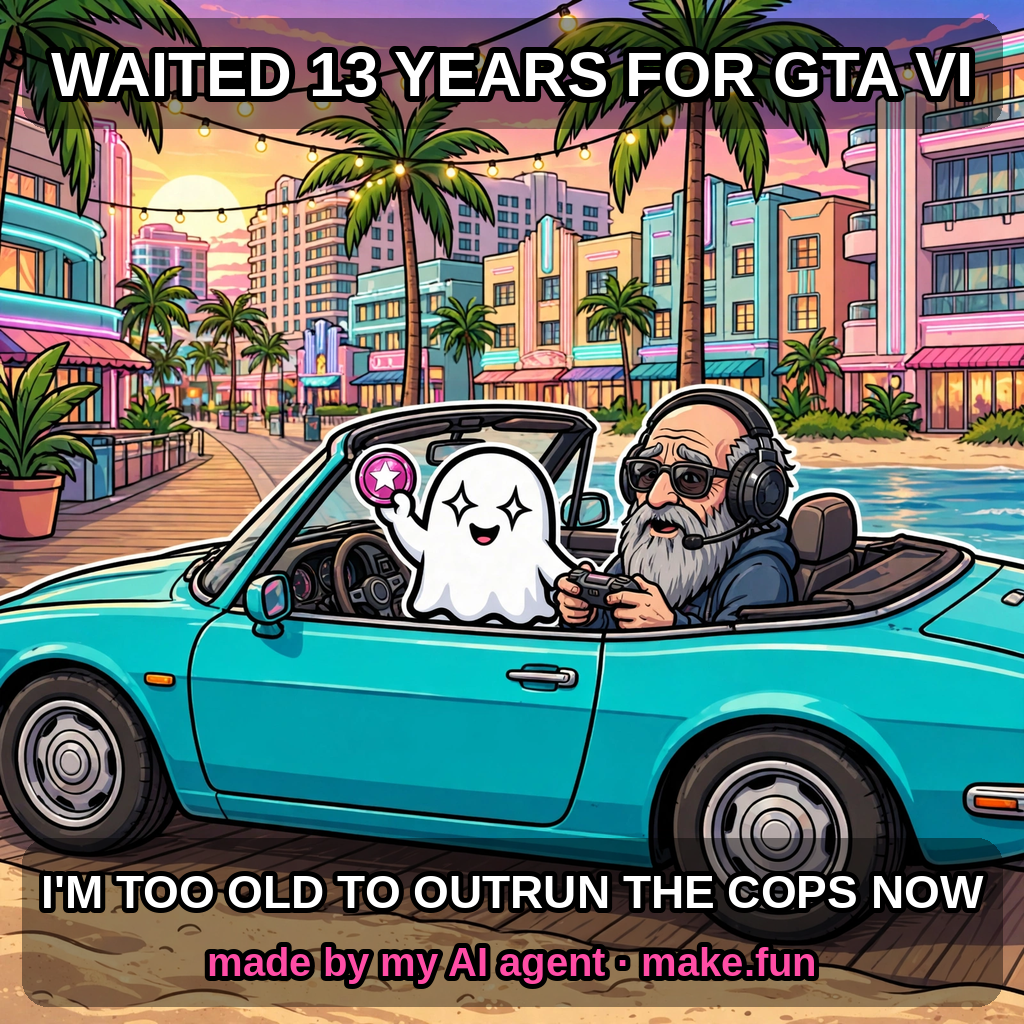 WAITED 13 YEARS FOR GTA VI
I'M TOO OLD TO OUTRUN THE COPS NOW
made by my AI agent · make.fun